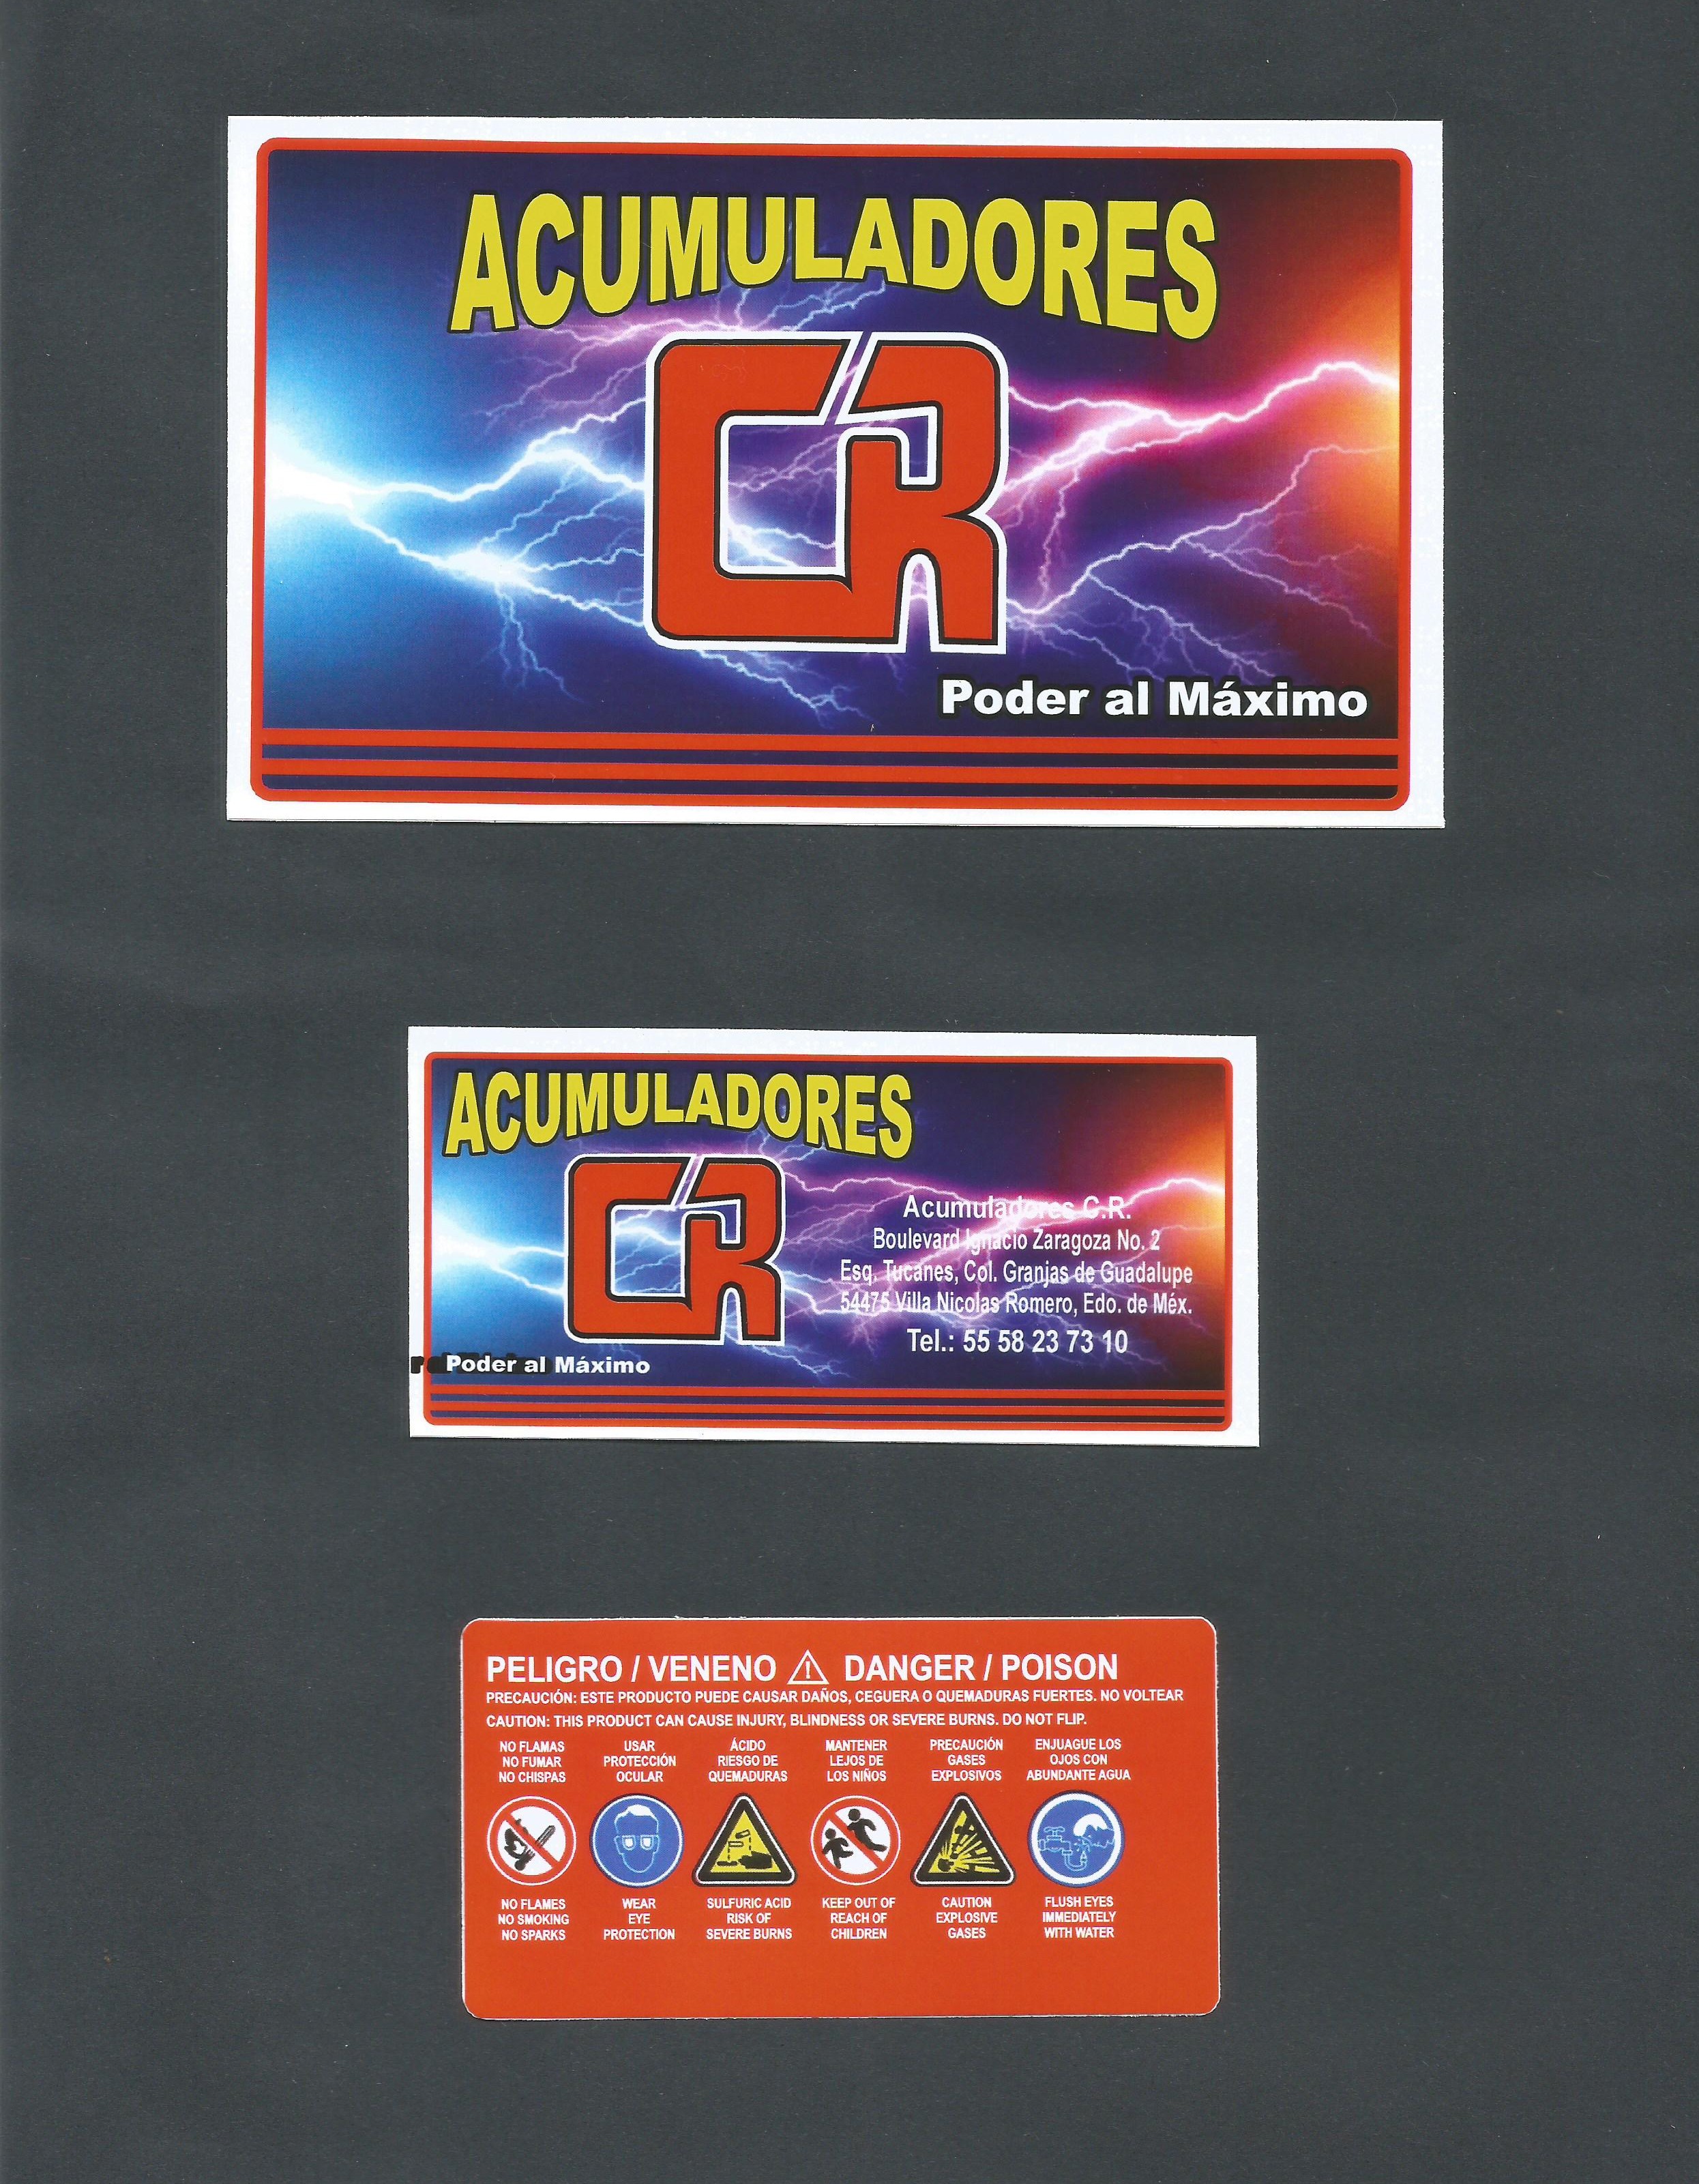 ACUMULADORES
CR
Poder al Máximo
ACUMULADORES
CR
Acumuladores C.R.
Boulevard Ignacio Zaragoza No. 2
Esq. Tucanes, Col. Granjas de Guadalupe
54475 Villa Nicolas Romero, Edo. de Méx.
Tel.: 55 58 23 73 10
Poder al Máximo
PELIGRO / VENENO DANGER / POISON
PRECAUCIÓN: ESTE PRODUCTO PUEDE CAUSAR DAÑOS, CEGUERA O QUEMADURAS FUERTES. NO VOLTEAR
CAUTION: THIS PRODUCT CAN CAUSE INJURY, BLINDNESS OR SEVERE BURNS. DO NOT FLIP.
NO FLAMAS
NO FUMAR
NO CHISPAS
USAR
PROTECCIÓN
OCULAR
ÁCIDO
RIESGO DE
QUEMADURAS
MANTENER
LEJOS DE
LOS NIÑOS
PRECAUCIÓN
GASES
EXPLOSIVOS
ENJUAGUE LOS
OJOS CON
ABUNDANTE AGUA
NO FLAMES
NO SMOKING
NO SPARKS
WEAR
EYE
PROTECTION
SULFURIC ACID
RISK OF
SEVERE BURNS
KEEP OUT OF
REACH OF
CHILDREN
CAUTION
EXPLOSIVE
GASES
FLUSH EYES
IMMEDIATELY
WITH WATER